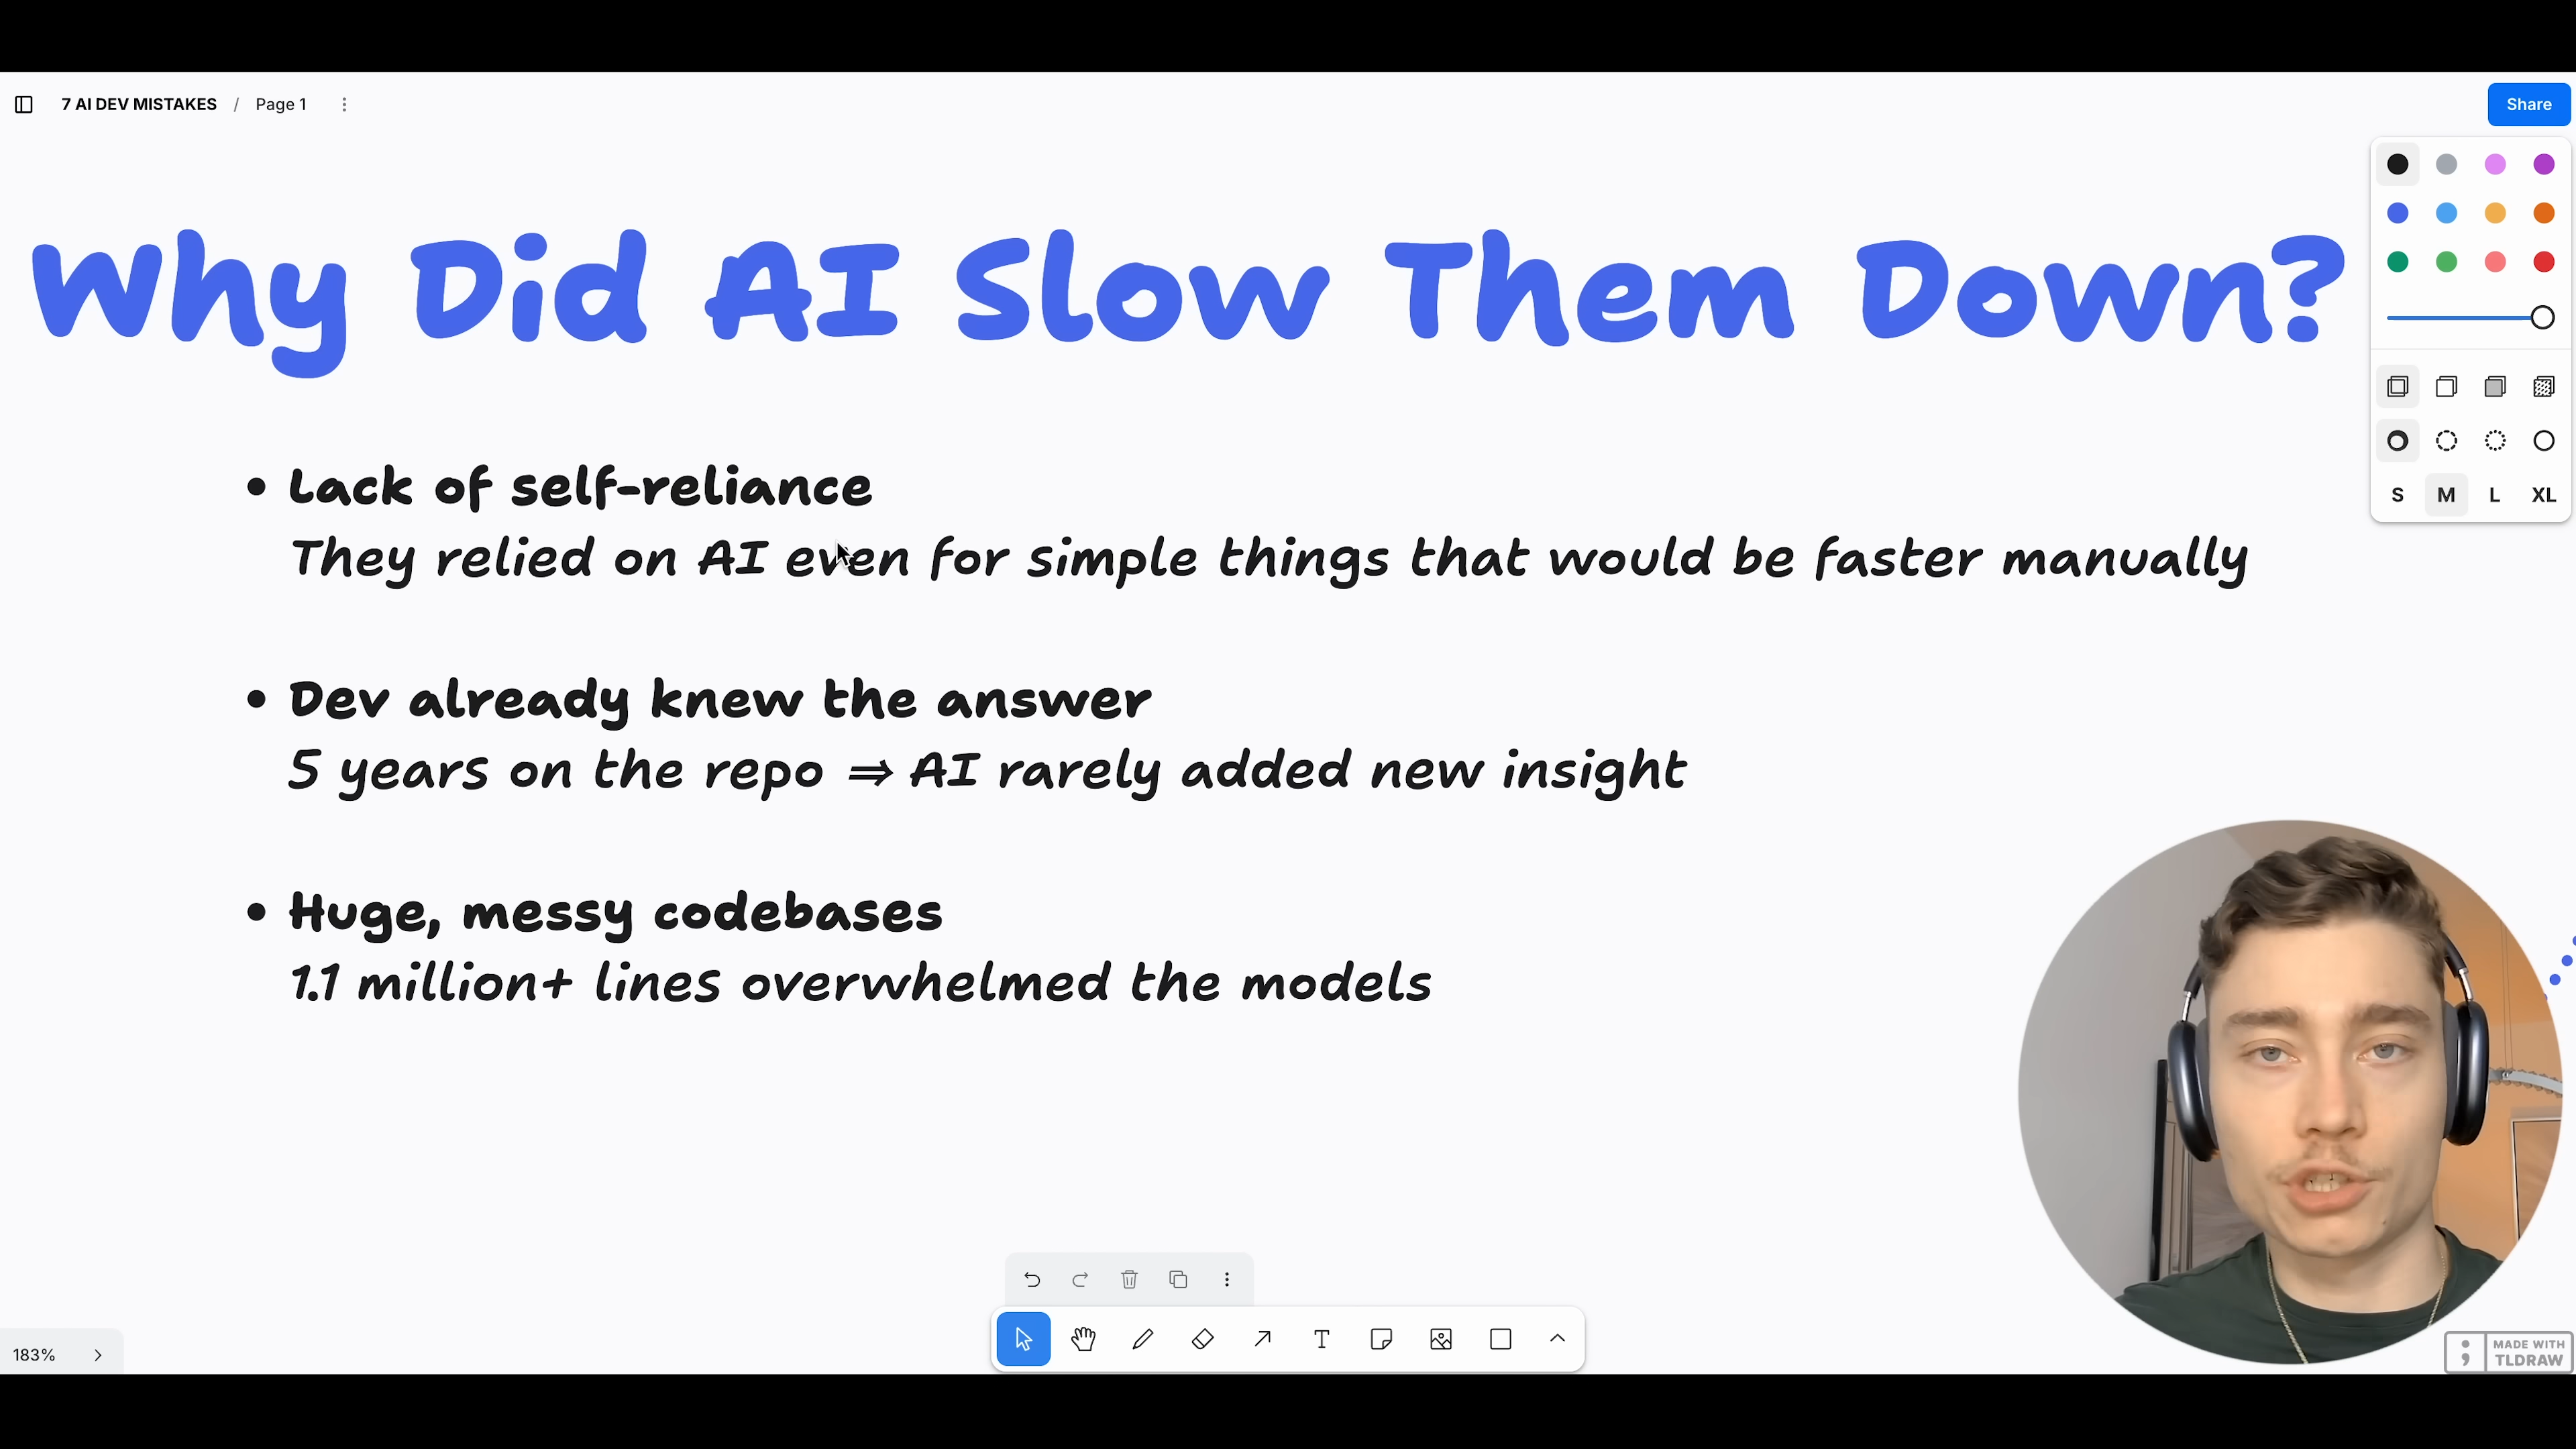 7 AI DEV MISTAKES / Page 1
Share
Why Did AI Slow Them Down?
• Lack of self-reliance
They relied on AI even for simple things that would be faster manually
• Dev already knew the answer
5 years on the repo ⇒ AI rarely added new insight
• Huge, messy codebases
1.1 million+ lines overwhelmed the models
S M L XL
183%
MADE WITH
TLDRAW